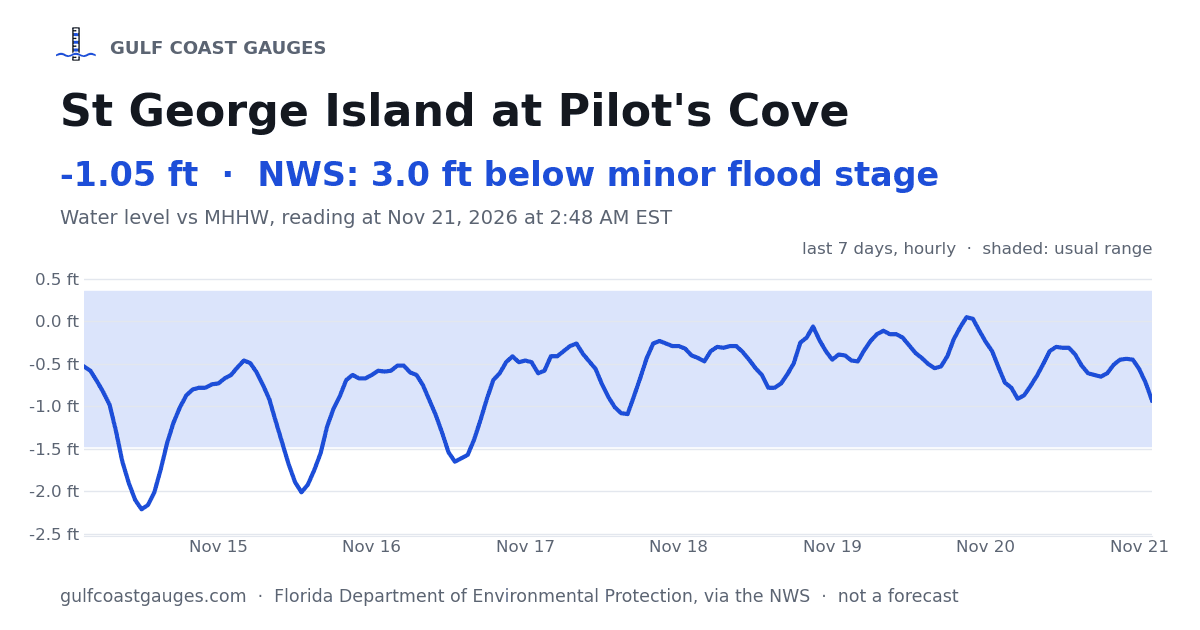 GULF COAST GAUGES
St George Island at Pilot's Cove
-1.05 ft · NWS: 3.0 ft below minor flood stage
Water level vs MHHW, reading at Nov 21, 2026 at 2:48 AM EST
last 7 days, hourly · shaded: usual range
0.5 ft
0.0 ft
-0.5 ft
-1.0 ft
-1.5 ft
-2.0 ft
-2.5 ft
Nov 15 Nov 16 Nov 17 Nov 18 Nov 19 Nov 20 Nov 21
gulfcoastgauges.com · Florida Department of Environmental Protection, via the NWS · not a forecast